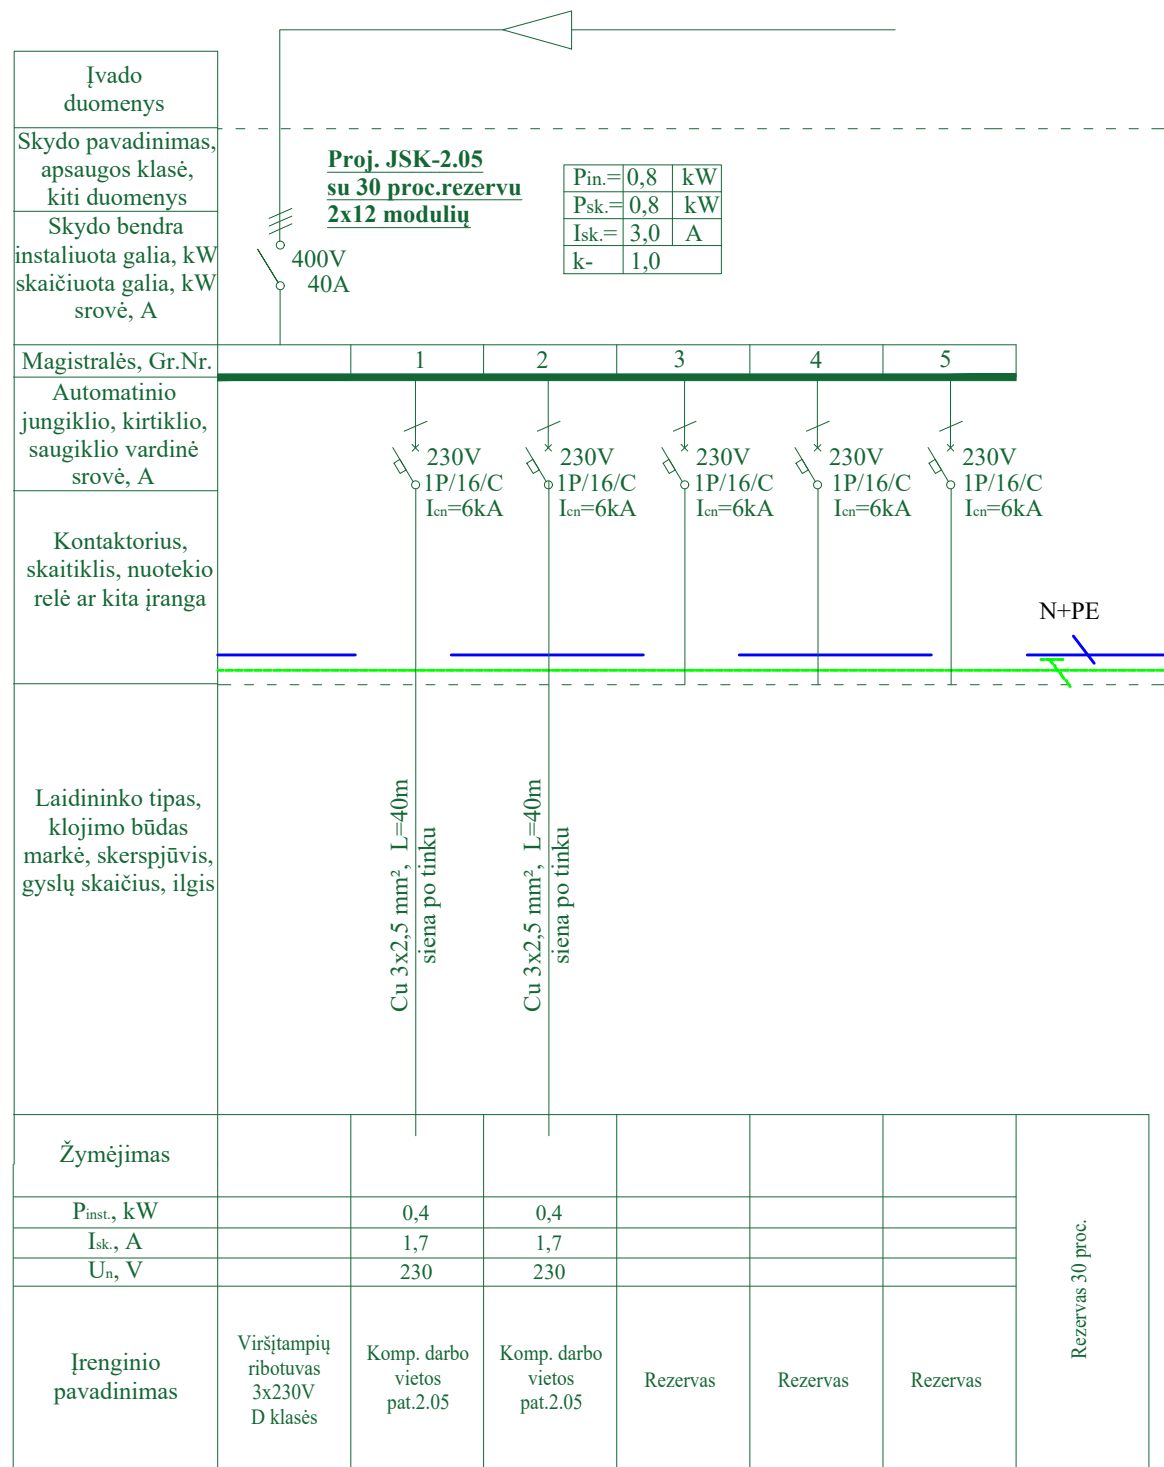 Įvado
duomenys
Skydo pavadinimas,
apsaugos klasė,
kiti duomenys
Skydo bendra
instaliuota galia, kW
skaičiuota galia, kW
srovė, A
Proj. JSK-2.05
su 30 proc.rezervu
2x12 modulių
Pin.= 0,8 kW
Psk.= 0,8 kW
Isk.= 3,0 A
k- 1,0
400V
40A
Magistralės, Gr.Nr. 1 2 3 4 5
Automatinio
jungiklio, kirtiklio,
saugiklio vardinė
srovė, A
230V 230V 230V 230V 230V
1P/16/C 1P/16/C 1P/16/C 1P/16/C 1P/16/C
Icn=6kA Icn=6kA Icn=6kA Icn=6kA Icn=6kA
Kontaktorius,
skaitiklis, nuotekio
relė ar kita įranga
N+PE
Laidininko tipas,
klojimo būdas
markė, skerspjūvis,
gyslų skaičius, ilgis
Cu 3x2,5 mm², L=40m
siena po tinku
Cu 3x2,5 mm², L=40m
siena po tinku
Žymėjimas
Pinst., kW 0,4 0,4
Isk., A 1,7 1,7
Un, V 230 230
Įrenginio
pavadinimas
Viršįtampių
ribotuvas
3x230V
D klasės
Komp. darbo
vietos
pat.2.05
Komp. darbo
vietos
pat.2.05
Rezervas
Rezervas
Rezervas
Rezervas 30 proc.